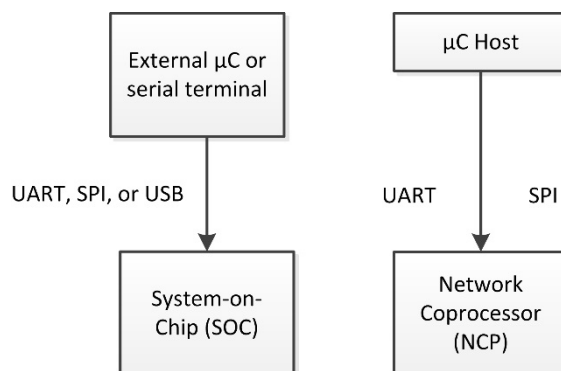 External µC or
serial terminal
UART, SPI, or USB
System-on-
Chip (SOC)
µC Host
UART
SPI
Network
Coprocessor
(NCP)